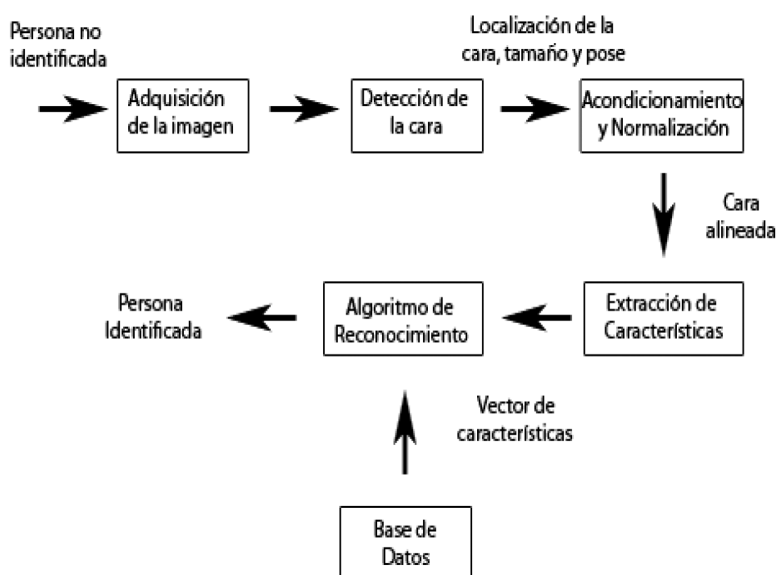 Persona no
identificada
Adquisición
de la imagen
Detección de
la cara
Localización de la
cara, tamaño y pose
Acondicionamiento
y Normalización
Cara
alineada
Extracción de
Características
Algoritmo de
Reconocimiento
Persona
Identificada
Vector de
características
Base de
Datos